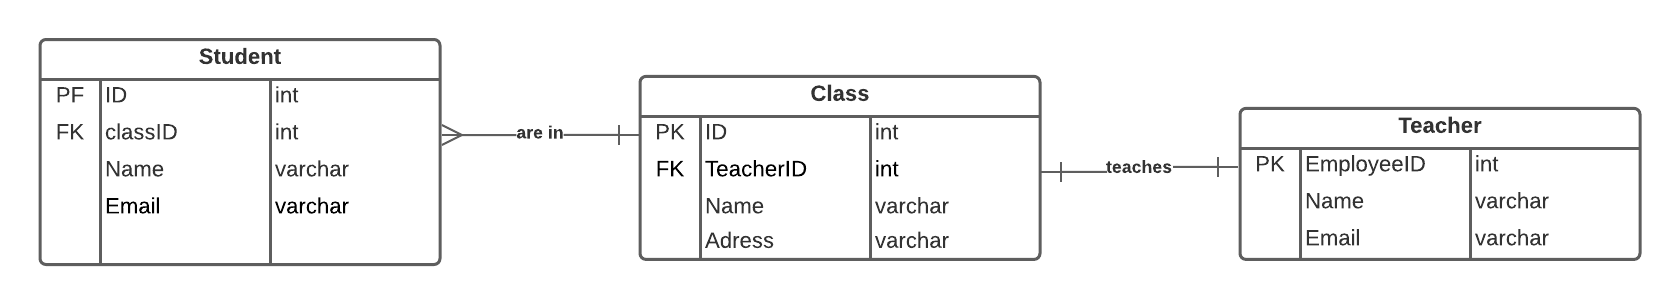 Student
PF ID int
FK classID int
Name varchar
Email varchar
are in
Class
PK ID int
FK TeacherID int
Name varchar
Adress varchar
teaches
Teacher
PK EmployeeID int
Name varchar
Email varchar